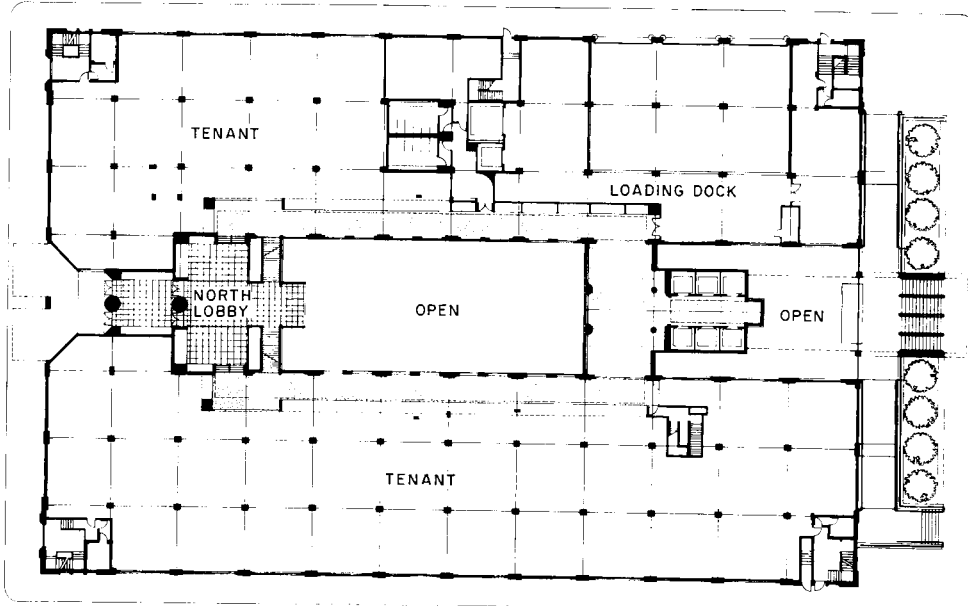 TENANT
LOADING DOCK
NORTH
LOBBY
OPEN
OPEN
TENANT